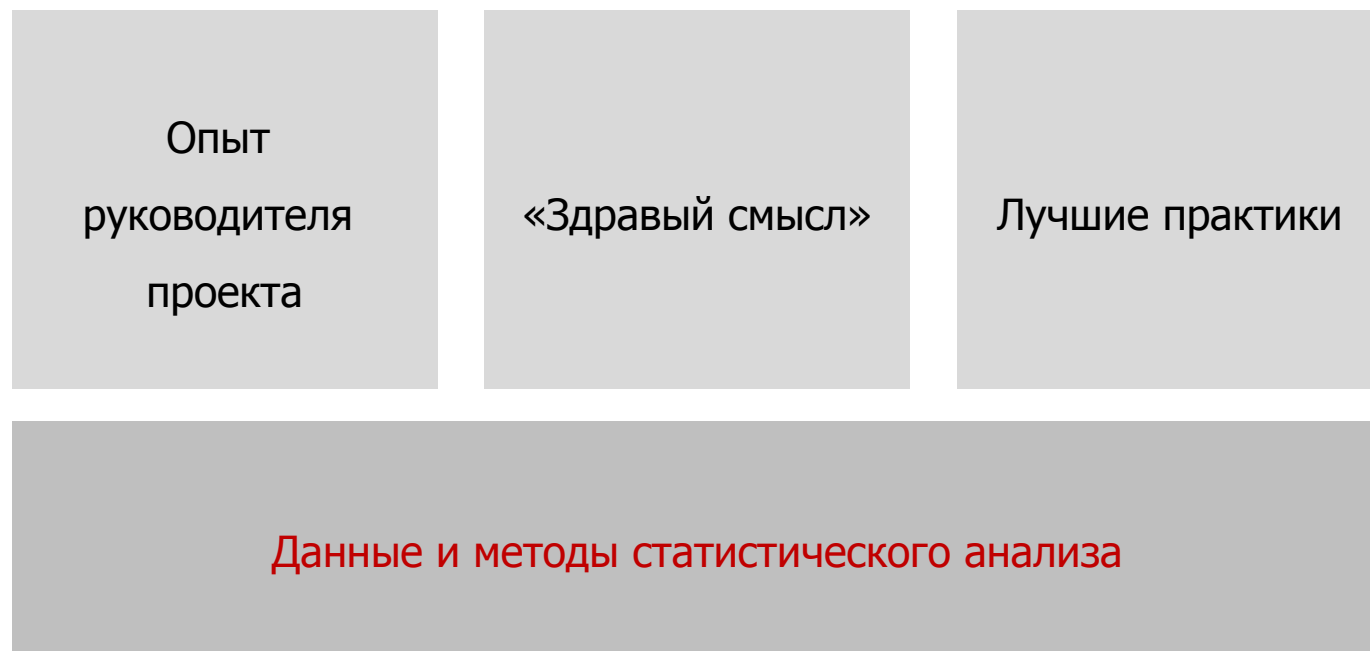 Опыт
руководителя
проекта
«Здравый смысл»
Лучшие практики
Данные и методы статистического анализа